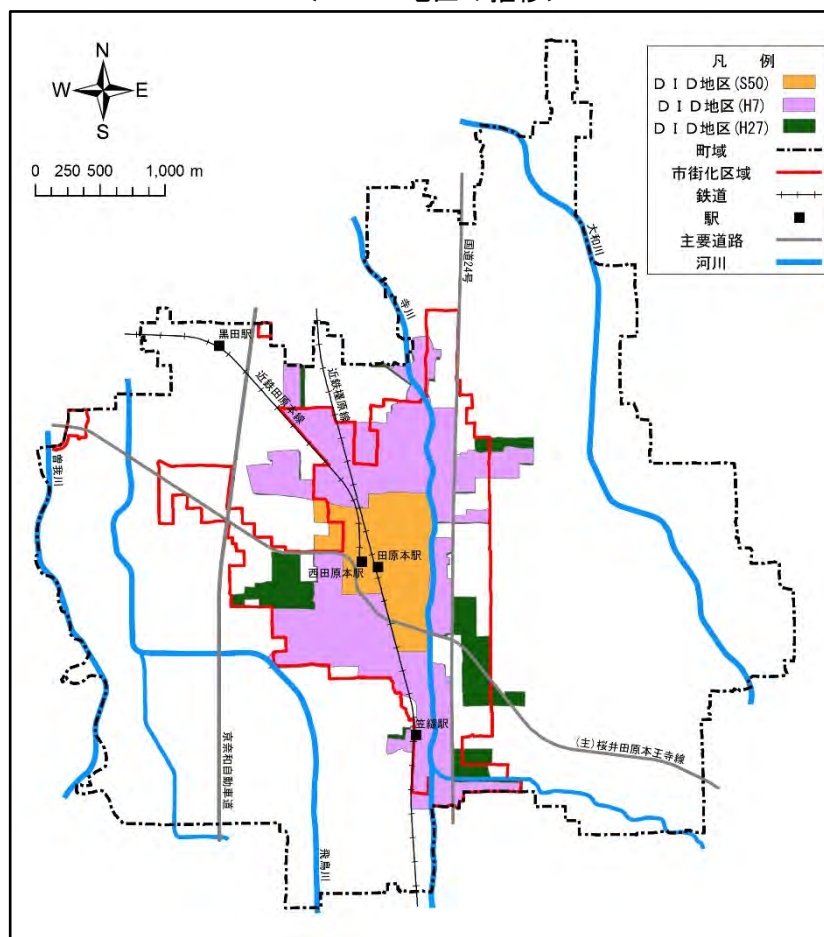 N
W E
S
0 250 500 1,000 m
凡 例
ＤＩＤ地区(S50)
ＤＩＤ地区(H7)
ＤＩＤ地区(H27)
町域
市街化区域
鉄道
駅
主要道路
河川
国道24号
大和川
寺川
黒田駅
近鉄田原本線
近鉄橿原線
曽我川
田原本駅
西田原本駅
笠縫駅
京奈和自動車道
(主)桜井田原本王寺線
飛鳥川